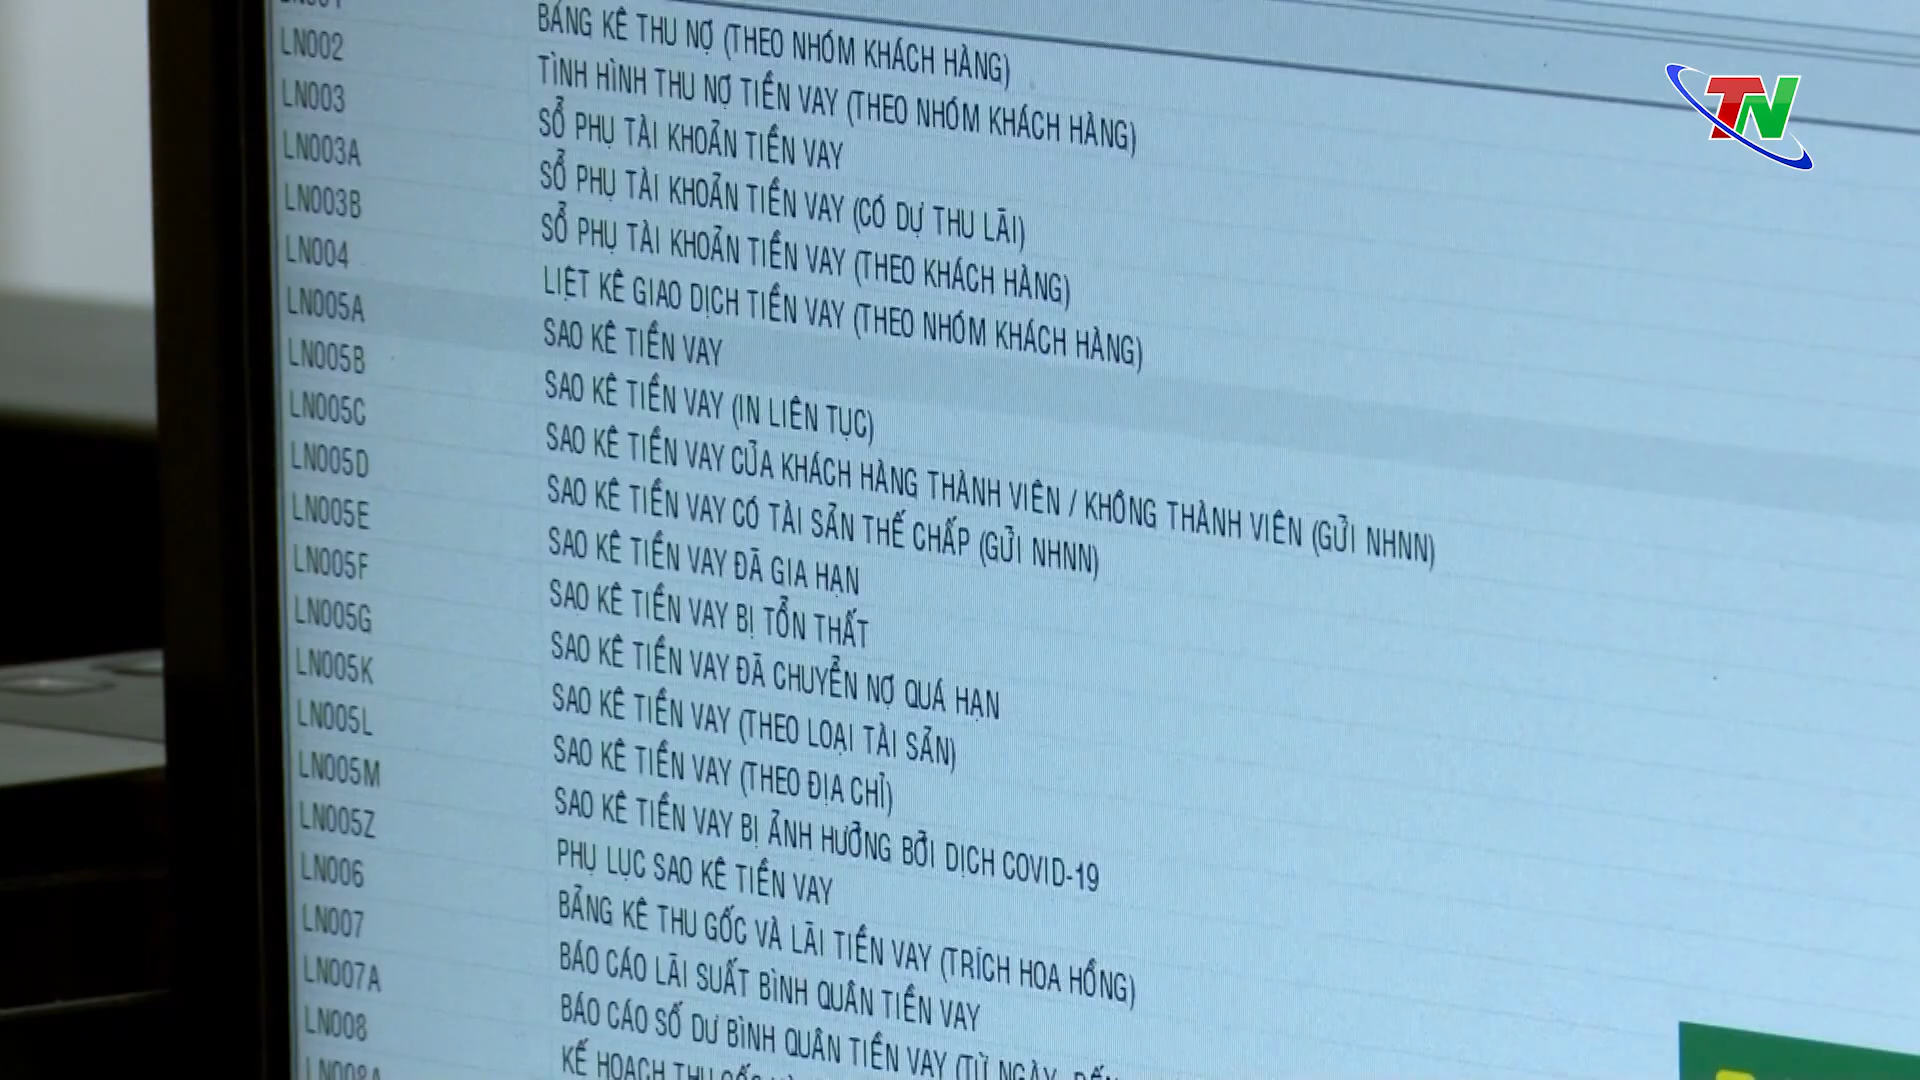 TN
LN001 BẢNG KÊ THU NỢ (THEO NHÓM KHÁCH HÀNG)
LN002 TÌNH HÌNH THU NỢ TIỀN VAY (THEO NHÓM KHÁCH HÀNG)
LN003 SỔ PHỤ TÀI KHOẢN TIỀN VAY
LN003A SỔ PHỤ TÀI KHOẢN TIỀN VAY (CÓ DỰ THU LÃI)
LN003B SỔ PHỤ TÀI KHOẢN TIỀN VAY (THEO KHÁCH HÀNG)
LN004 LIỆT KÊ GIAO DỊCH TIỀN VAY (THEO NHÓM KHÁCH HÀNG)
LN005A SAO KÊ TIỀN VAY
LN005B SAO KÊ TIỀN VAY (IN LIÊN TỤC)
LN005C SAO KÊ TIỀN VAY CỦA KHÁCH HÀNG THÀNH VIÊN / KHÔNG THÀNH VIÊN (GỬI NHNN)
LN005D SAO KÊ TIỀN VAY CÓ TÀI SẢN THẾ CHẤP (GỬI NHNN)
LN005E SAO KÊ TIỀN VAY ĐÃ GIA HẠN
LN005F SAO KÊ TIỀN VAY BỊ TỔN THẤT
LN005G SAO KÊ TIỀN VAY ĐÃ CHUYỂN NỢ QUÁ HẠN
LN005K SAO KÊ TIỀN VAY (THEO LOẠI TÀI SẢN)
LN005L SAO KÊ TIỀN VAY (THEO ĐỊA CHỈ)
LN005M SAO KÊ TIỀN VAY BỊ ẢNH HƯỞNG BỞI DỊCH COVID-19
LN005Z PHỤ LỤC SAO KÊ TIỀN VAY
LN006 BẢNG KÊ THU GỐC VÀ LÃI TIỀN VAY (TRÍCH HOA HỒNG)
LN007 BÁO CÁO LÃI SUẤT BÌNH QUÂN TIỀN VAY
LN007A BÁO CÁO SỐ DƯ BÌNH QUÂN TIỀN VAY (TỪ NGÀY
LN008 KẾ HOẠCH THU GỐC
LN008A